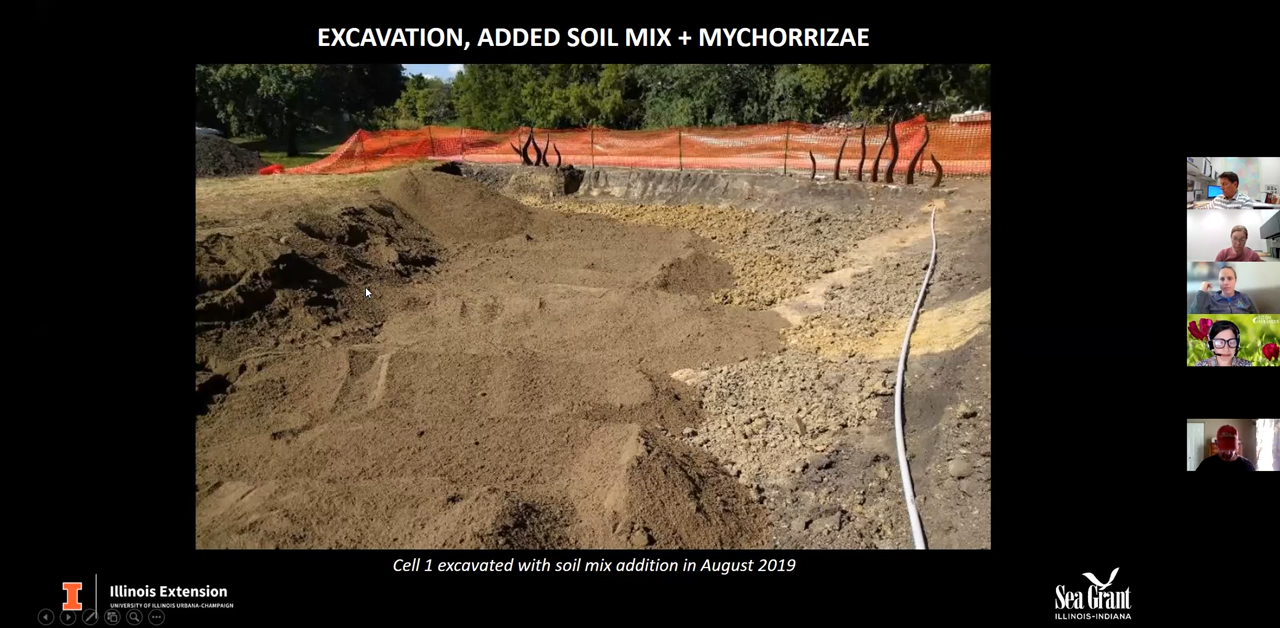 EXCAVATION, ADDED SOIL MIX + MYCHORRIZAE
Cell 1 excavated with soil mix addition in August 2019
I
Illinois Extension
UNIVERSITY OF ILLINOIS URBANA-CHAMPAIGN
Sea Grant
ILLINOIS-INDIANA